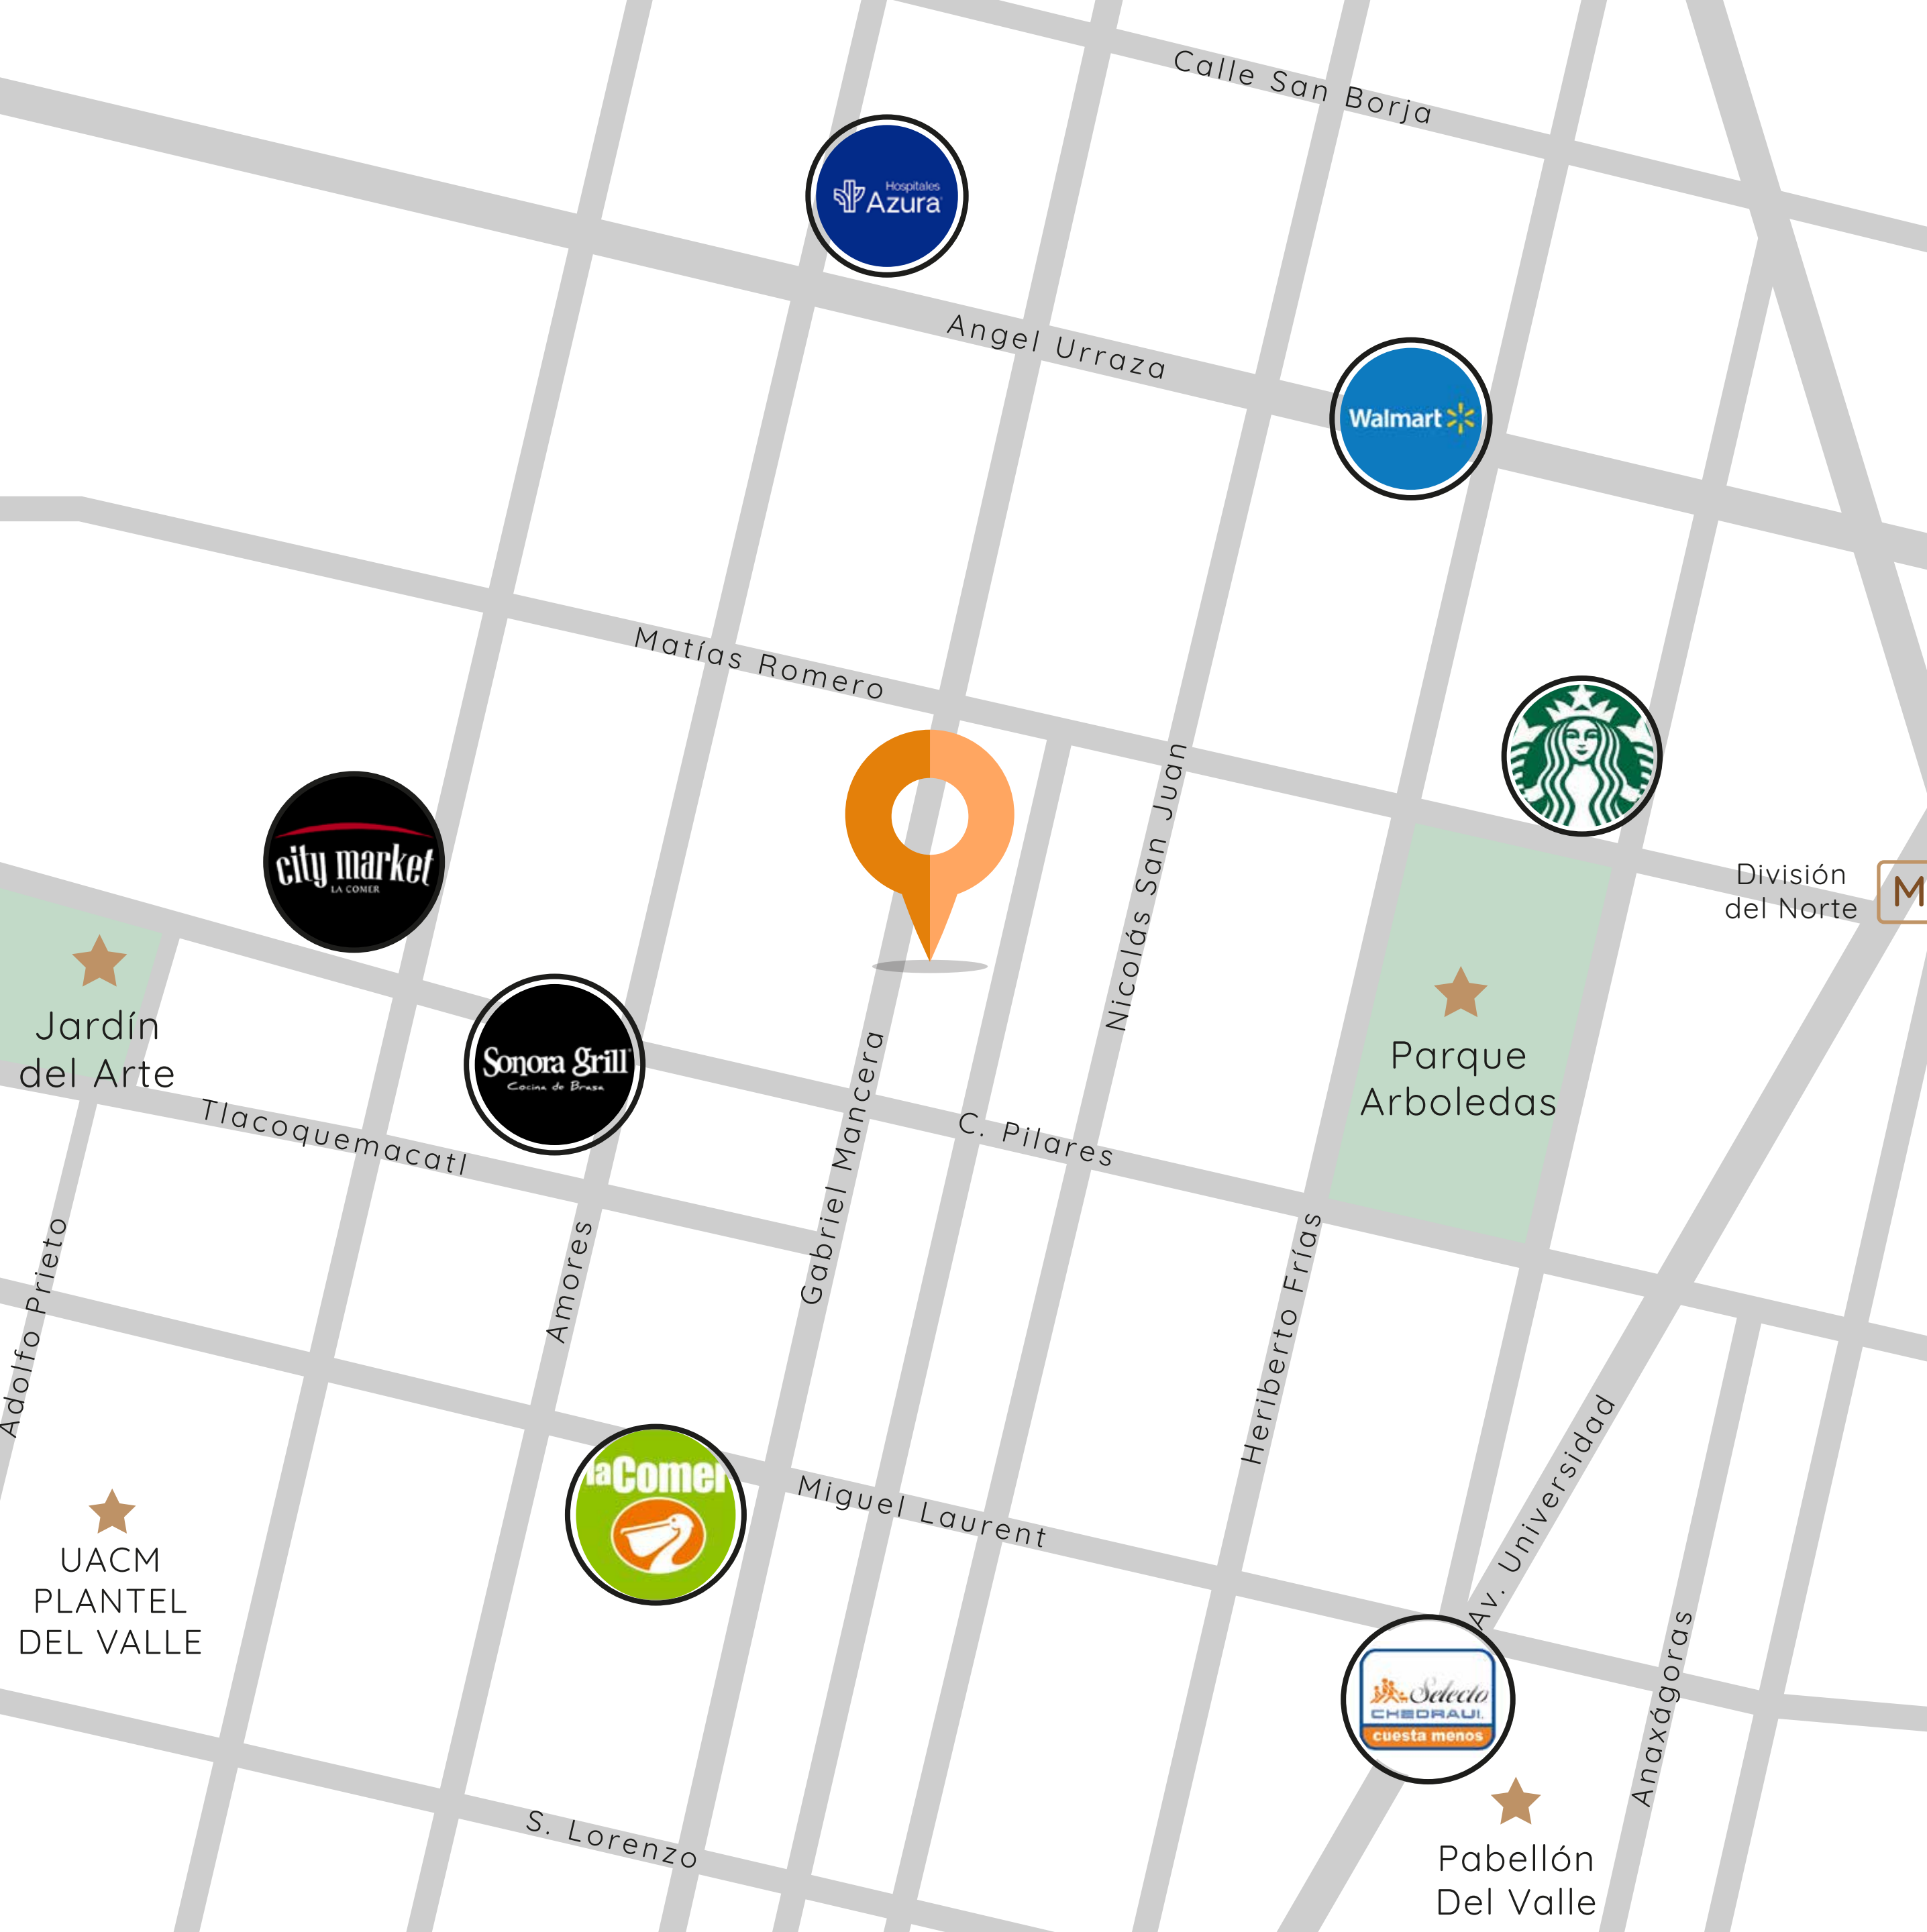 Calle San Borja
Hospitales
Azura
Angel Urraza
Walmart
Matías Romero
Nicolás San Juan
city market
LA COMER
División
del Norte
M
Jardín
del Arte
Sonora grill
Cocina de Brasa
Parque
Arboledas
Tlacoquemacatl
C. Pilares
Gabriel Mancera
Adolfo Prieto
Amores
Heriberto Frías
laComer
Miguel Laurent
Av. Universidad
UACM
PLANTEL
DEL VALLE
Selecto
CHEDRAUI.
cuesta menos
Anaxágoras
S. Lorenzo
Pabellón
Del Valle